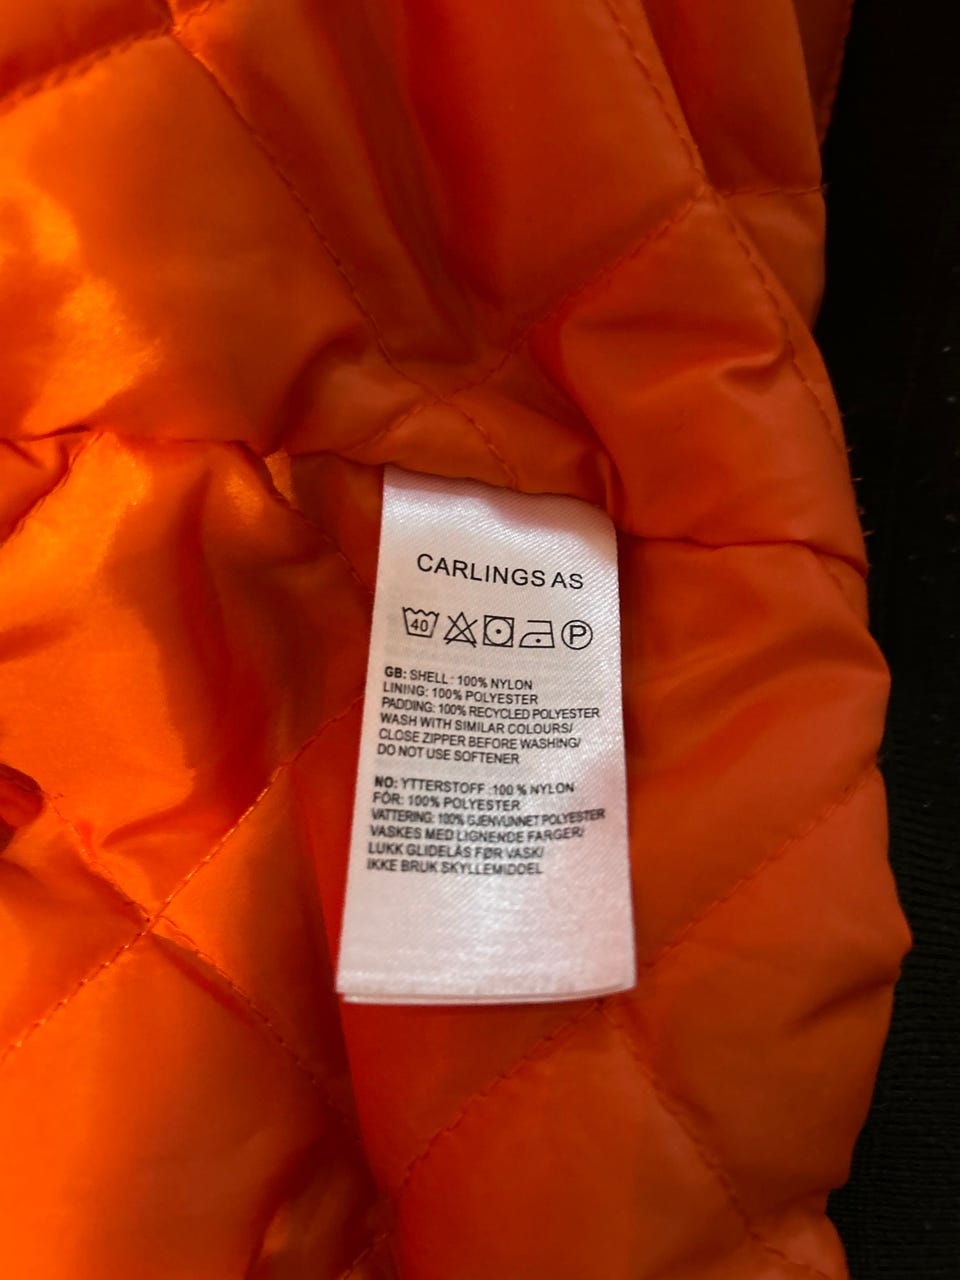 CARLINGS AS
40 P
GB: SHELL: 100% NYLON
LINING: 100% POLYESTER
PADDING: 100% RECYCLED POLYESTER
WASH WITH SIMILAR COLOURS/
CLOSE ZIPPER BEFORE WASHING/
DO NOT USE SOFTENER
NO: YTTERSTOFF :100 % NYLON
FÓR: 100% POLYESTER
VATTERING: 100% GJENVUNNET POLYESTER
VASKES MED LIGNENDE FARGER/
LUKK GLIDELÅS FØR VASK/
IKKE BRUK SKYLLEMIDDEL